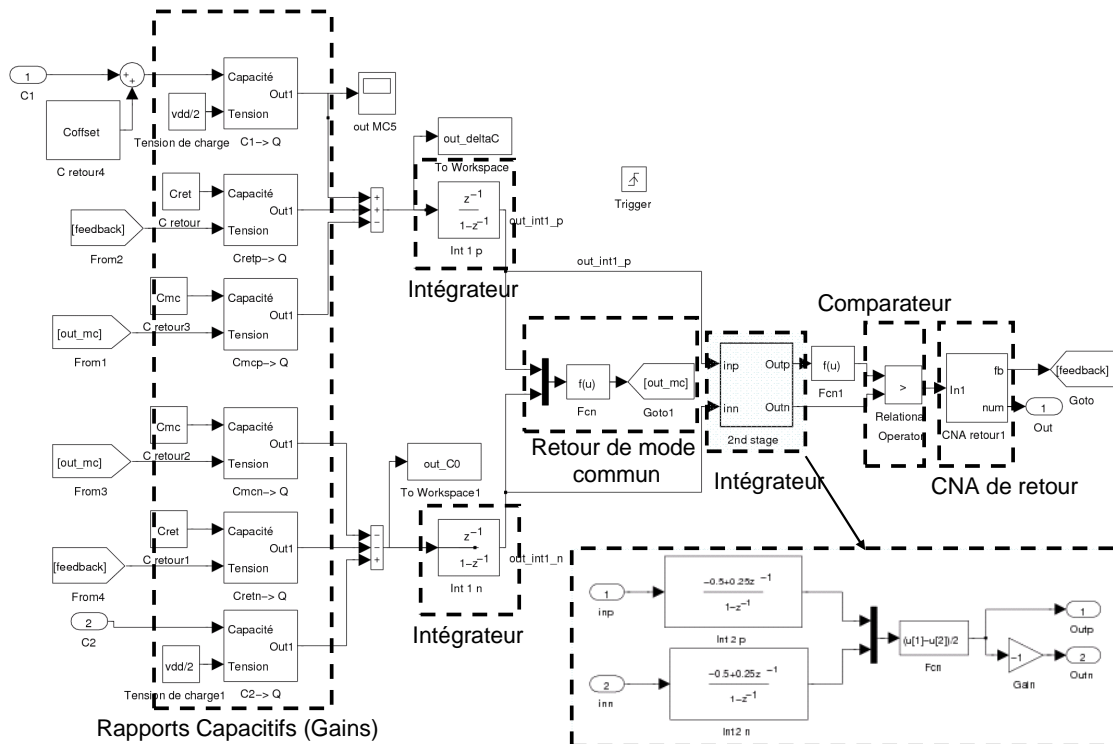 1
C1
Coffset
C retour4
vdd/2
Tension de charge
Capacité
Tension
Out1
C1-> Q
out MC5
out_deltaC
To Workspace
Trigger
Cret
[feedback]
From2
C retour
Capacité
Tension
Out1
Cretp-> Q
z⁻¹
1-z⁻¹
Int 1 p
out_int1_p
out_int1_p
Intégrateur
Cmc
[out_mc]
From1
C retour3
Capacité
Tension
Out1
Cmcp-> Q
f(u)
Fcn
[out_mc]
Goto1
Retour de mode
commun
inp
inn
Outp
Outn
2nd stage
Intégrateur
f(u)
Fcn1
Comparateur
>
Relationa
Operator
In1
fb
num
CNA retour1
CNA de retour
[feedback]
Goto
1
Out
Cmc
[out_mc]
From3
C retour2
Capacité
Tension
Out1
Cmcn-> Q
out_C0
To Workspace1
Cret
[feedback]
From4
C retour1
Capacité
Tension
Out1
Cretn-> Q
z⁻¹
1-z⁻¹
Int 1 n
out_int1_n
Intégrateur
2
C2
vdd/2
Tension de charge1
Capacité
Tension
Out1
C2-> Q
Rapports Capacitifs (Gains)
1
inp
-0.5+0.25z⁻¹
1-z⁻¹
Int2 p
2
inn
-0.5+0.25z⁻¹
1-z⁻¹
Int2 n
(u[1]-u[2])/2
Fcn
-1
Gain
1
Outp
2
Outn